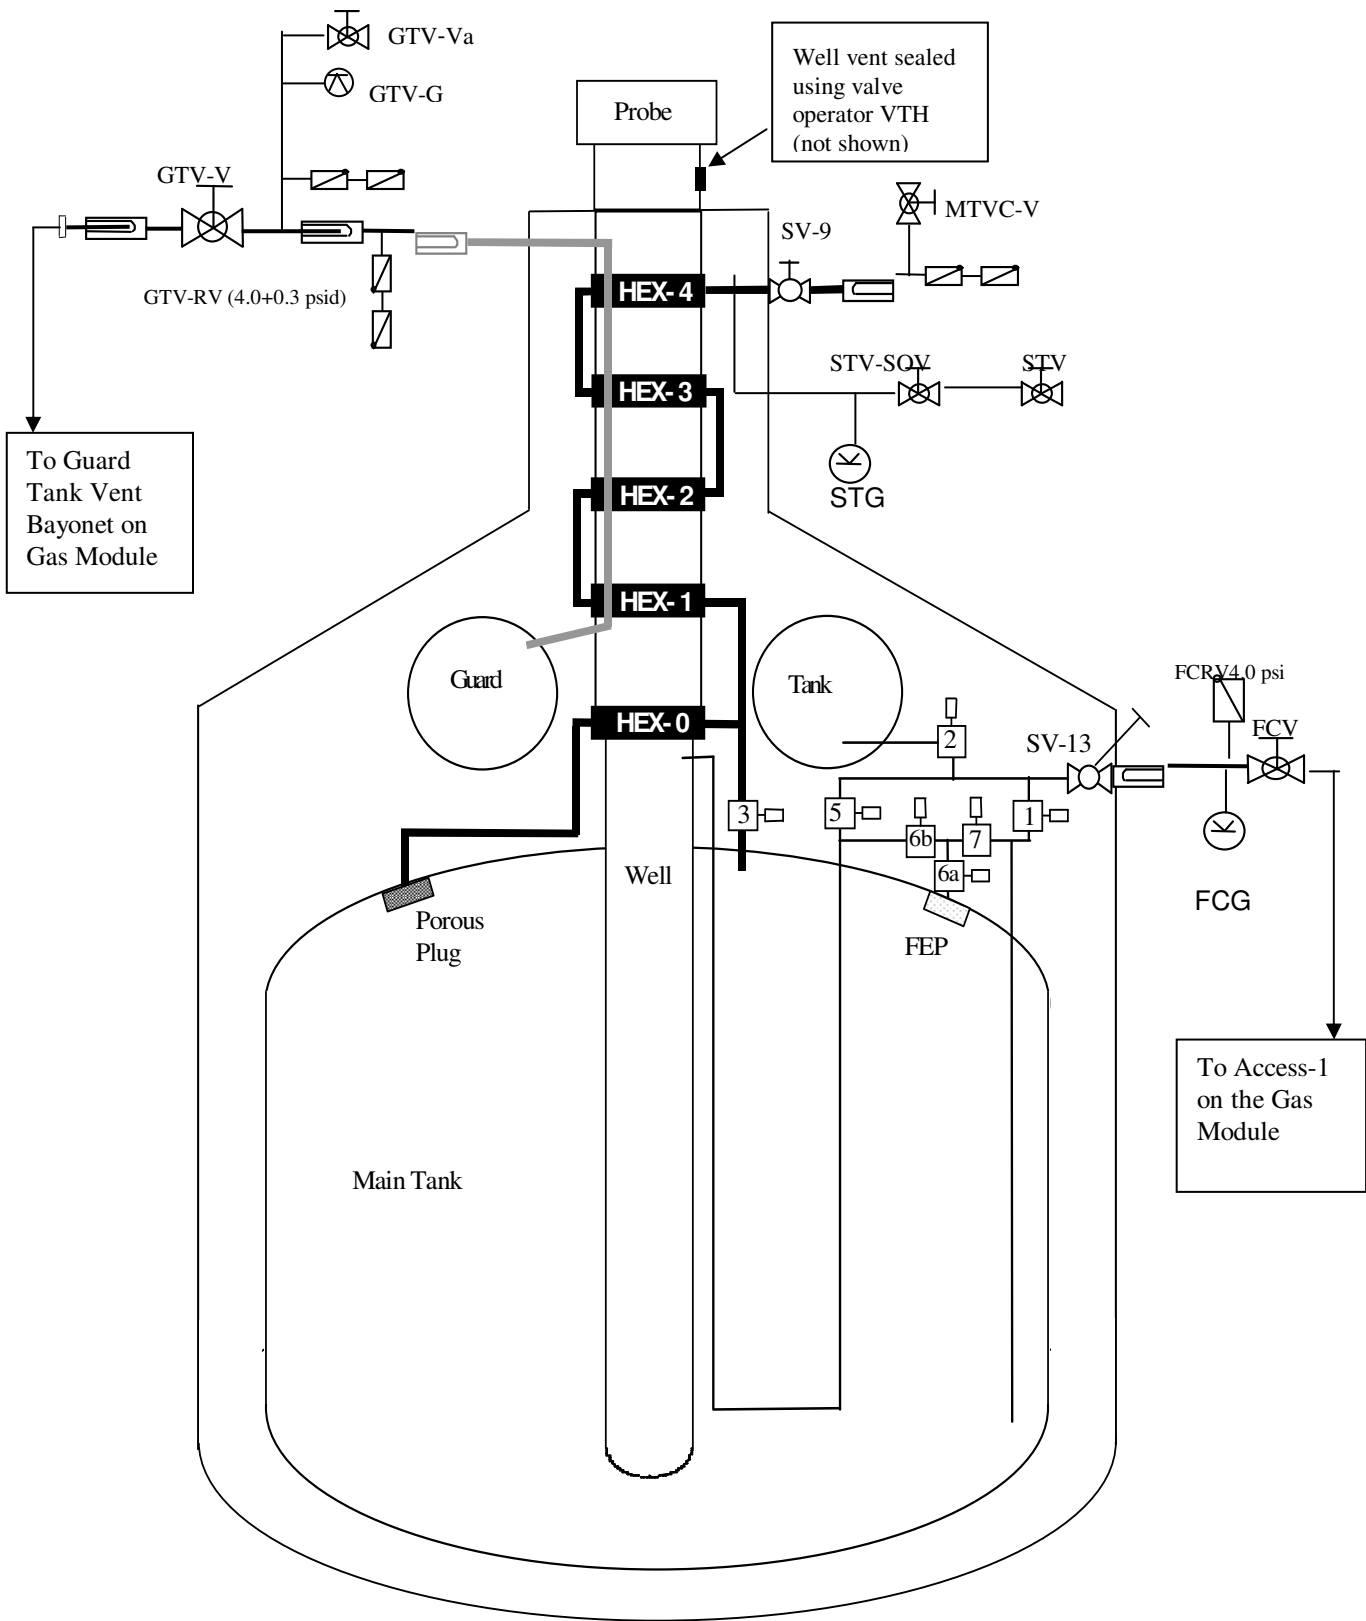 GTV-Va
GTV-G
Probe
Well vent sealed
using valve
operator VTH
(not shown)
GTV-V
MTVC-V
SV-9
GTV-RV (4.0+0.3 psid)
HEX- 4
STV-SOV
STV
HEX- 3
To Guard
Tank Vent
Bayonet on
Gas Module
STG
HEX- 2
HEX- 1
Guard
Tank
FCRV4.0 psi
HEX- 0
2
SV-13
FCV
3
5
6b
7
1
Well
6a
FCG
Porous
Plug
FEP
To Access-1
on the Gas
Module
Main Tank